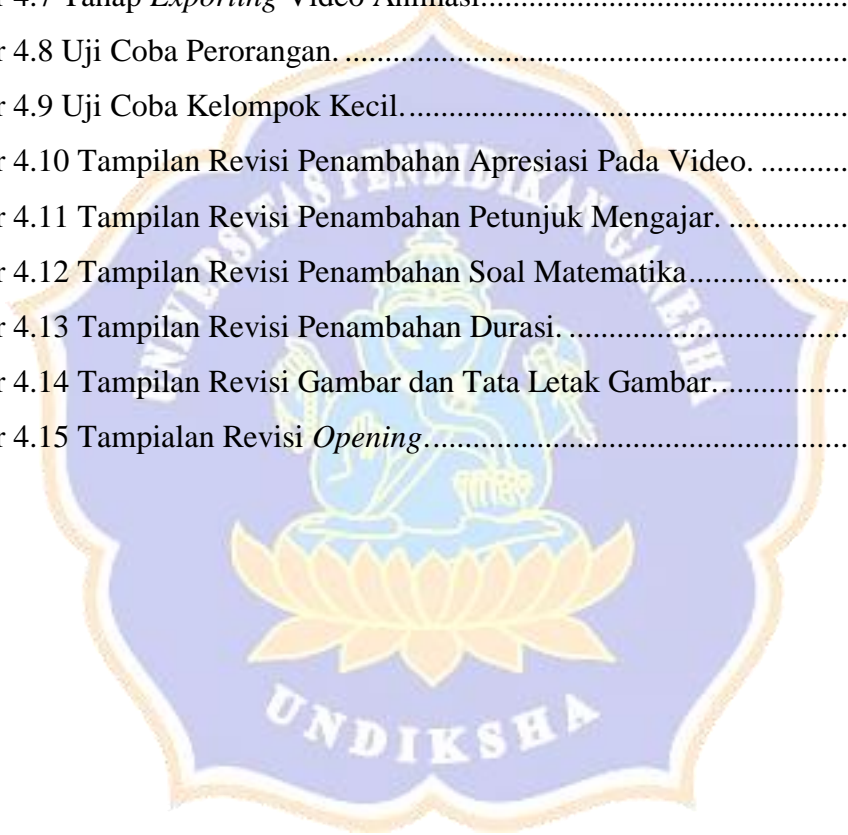 r 4.7 Tahap Exporting Video Animasi......................................................
r 4.8 Uji Coba Perorangan. .......................................................................
r 4.9 Uji Coba Kelompok Kecil.................................................................
r 4.10 Tampilan Revisi Penambahan Apresiasi Pada Video. ..............
r 4.11 Tampilan Revisi Penambahan Petunjuk Mengajar. ...................
r 4.12 Tampilan Revisi Penambahan Soal Matematika.........................
r 4.13 Tampilan Revisi Penambahan Durasi. ........................................
r 4.14 Tampilan Revisi Gambar dan Tata Letak Gambar.....................
r 4.15 Tampialan Revisi Opening.............................................................
UNIVERSITAS PENDIDIKAN GANESHA
UNDIKSHA